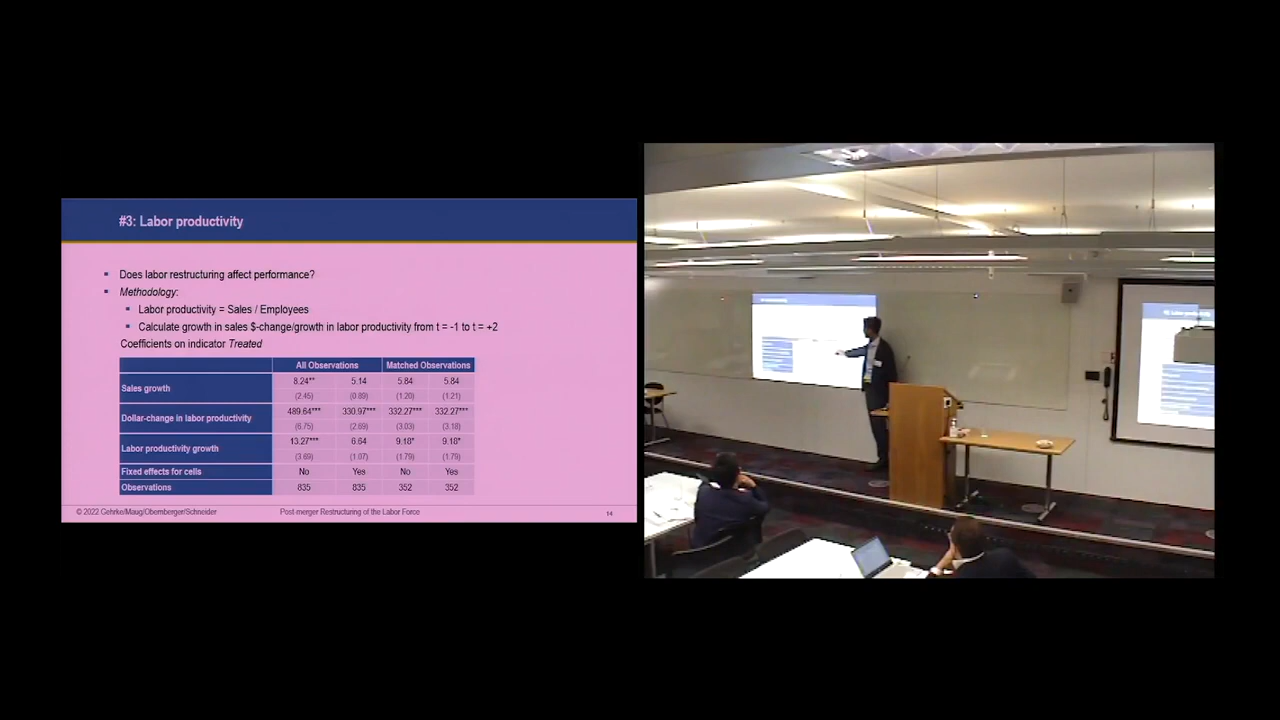 #3: Labor productivity
Does labor restructuring affect performance?
Methodology:
Labor productivity = Sales / Employees
Calculate growth in sales $-change/growth in labor productivity from t = -1 to t = +2
Coefficients on indicator Treated
All Observations Matched Observations
Sales growth 8.24** 5.14 5.84 5.84
(2.45) (0.89) (1.20) (1.21)
Dollar-change in labor productivity 489.64*** 330.97*** 332.27*** 332.27***
(6.75) (2.69) (3.03) (3.18)
Labor productivity growth 13.27*** 6.64 9.18* 9.18*
(3.69) (1.07) (1.79) (1.79)
Fixed effects for cells No Yes No Yes
Observations 835 835 352 352
© 2022 Gehrke/Maug/Obernberger/Schneider Post-merger Restructuring of the Labor Force 14